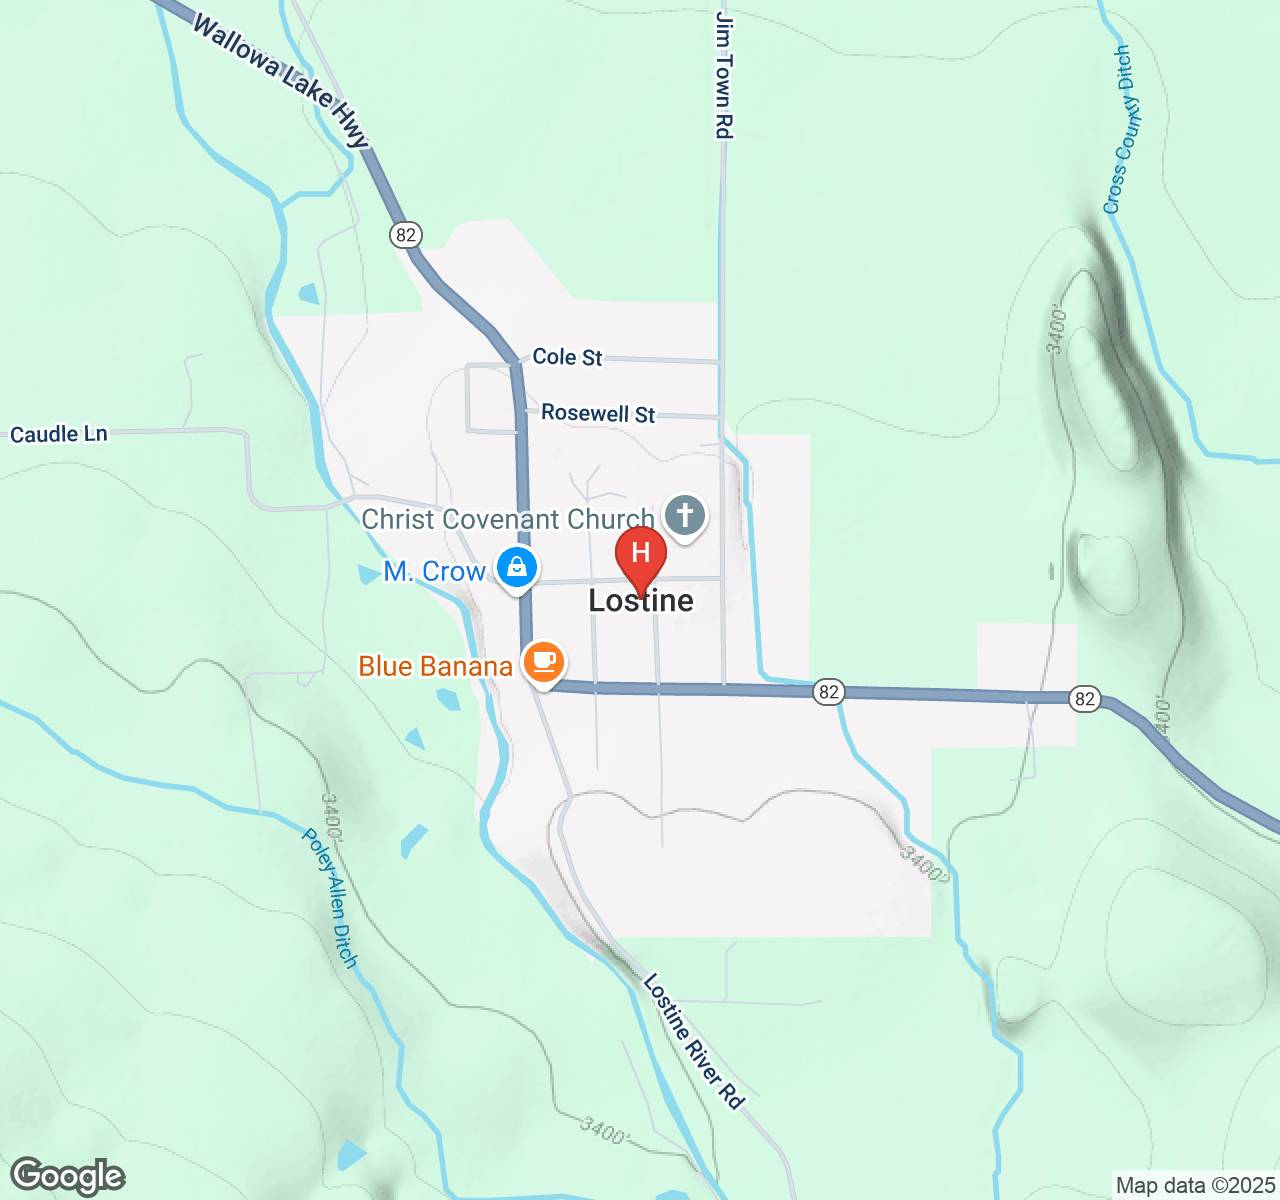 Wallowa Lake Hwy
Jim Town Rd
Cross Country Ditch
82
3400'
Cole St
Rosewell St
Caudle Ln
Christ Covenant Church
H
M. Crow
Lostine
Blue Banana
82
82
3400'
3400'
3400'
Poley-Allen Ditch
Lostine River Rd
3400'
Google
Map data ©2025